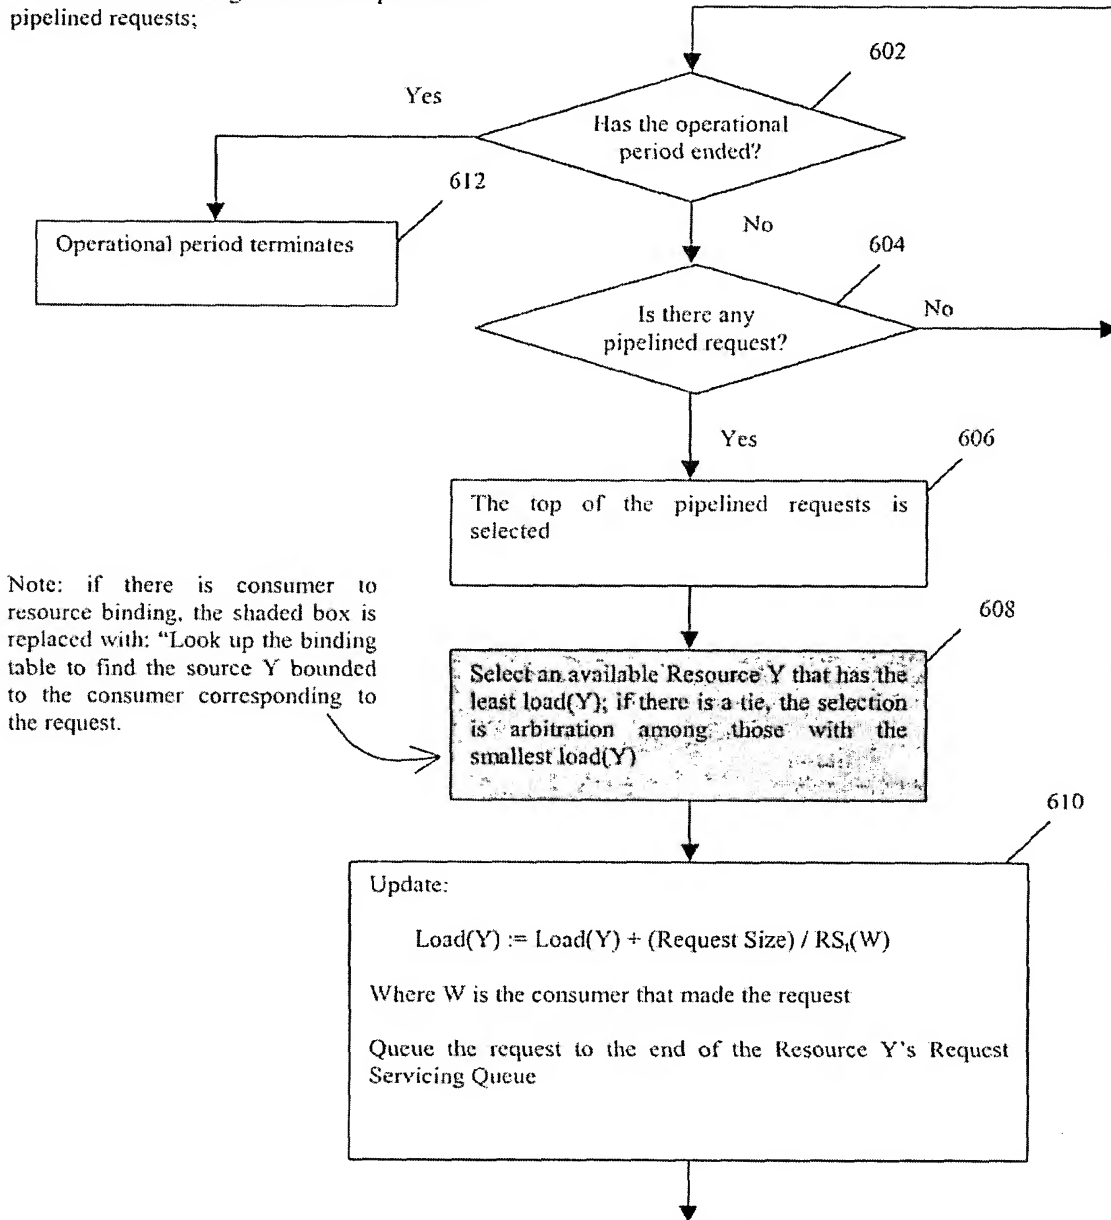 pipelined requests;
602
Yes
Has the operational
period ended?
612
Operational period terminates
No
604
Is there any
pipelined request?
No
Yes
606
The top of the pipelined requests is
selected
Note: if there is consumer to
resource binding, the shaded box is
replaced with: “Look up the binding
table to find the source Y bounded
to the consumer corresponding to
the request.
608
Select an available Resource Y that has the
least load(Y); if there is a tie, the selection
is arbitration among those with the
smallest load(Y)
610
Update:
Load(Y) := Load(Y) + (Request Size) / RSt(W)
Where W is the consumer that made the request
Queue the request to the end of the Resource Y's Request
Servicing Queue